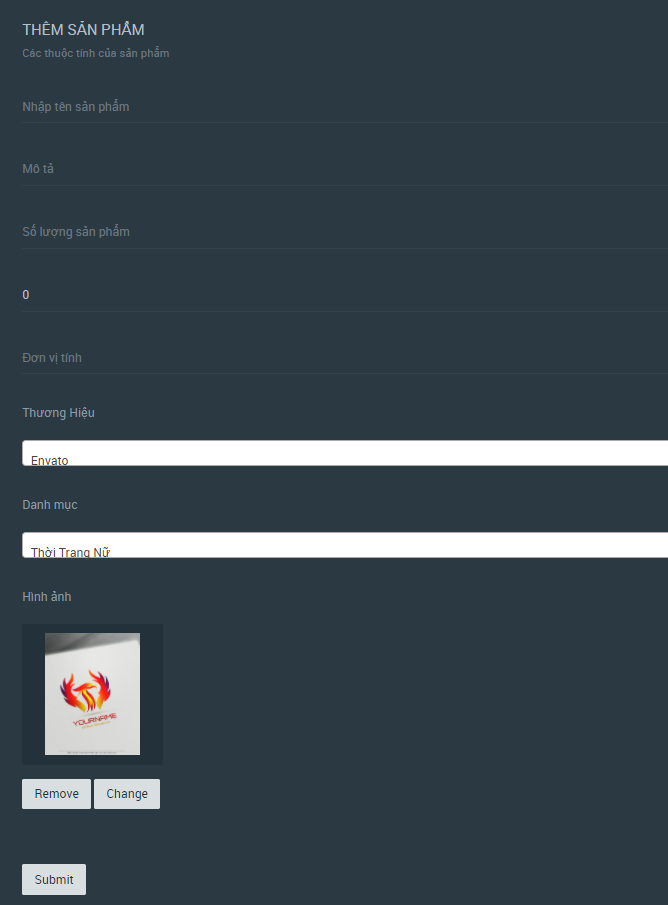 THÊM SẢN PHẨM
Các thuộc tính của sản phẩm
Nhập tên sản phẩm
Mô tả
Số lượng sản phẩm
0
Đơn vị tính
Thương Hiệu
Envato
Danh mục
Thời Trang Nữ
Hình ảnh
YOURNAME
Remove Change
Submit